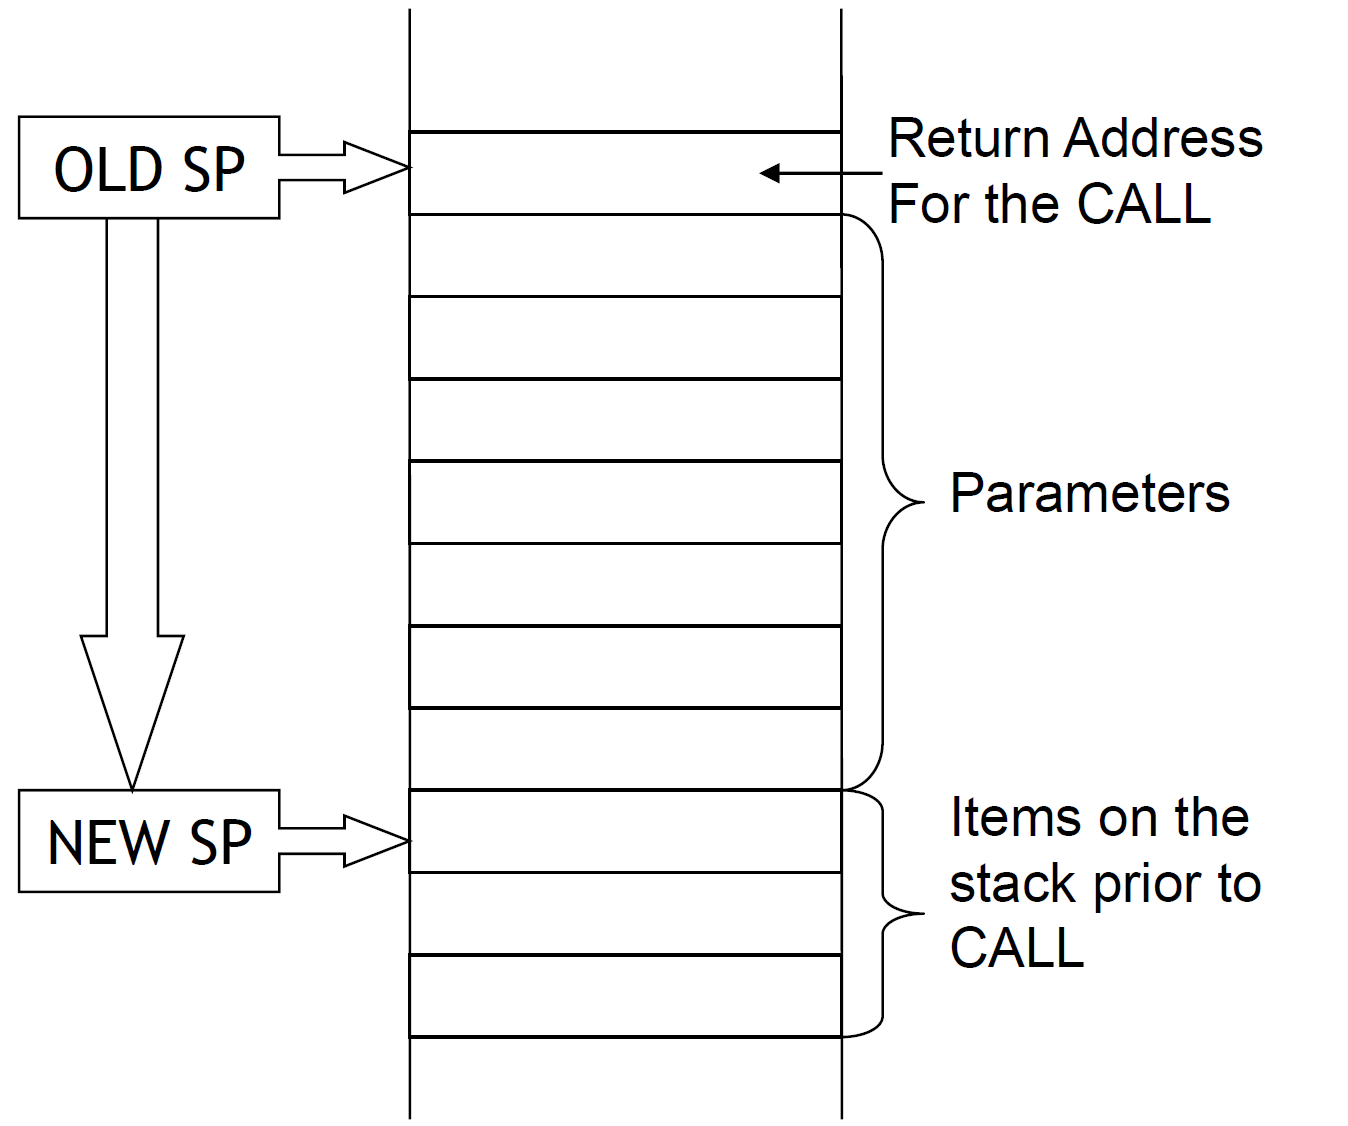 OLD SP
Return Address
For the CALL
Parameters
NEW SP
Items on the
stack prior to
CALL